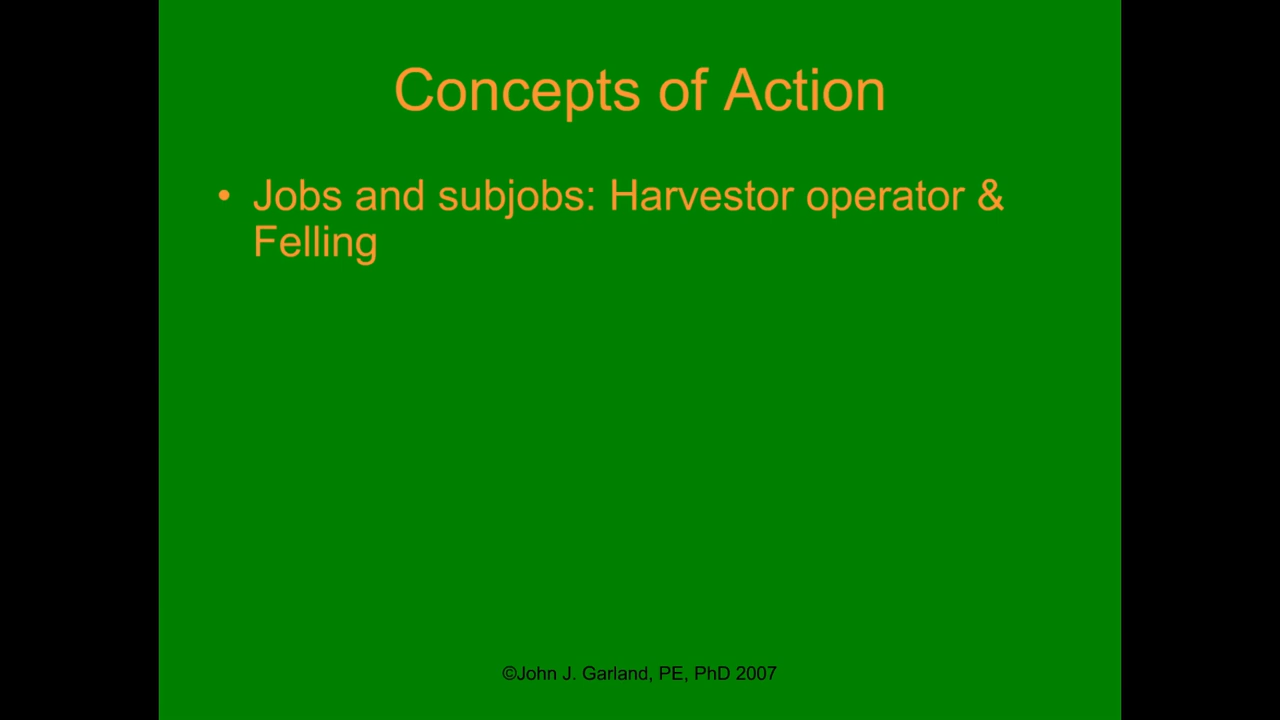 Concepts of Action
• Jobs and subjobs: Harvestor operator &
Felling
©John J. Garland, PE, PhD 2007